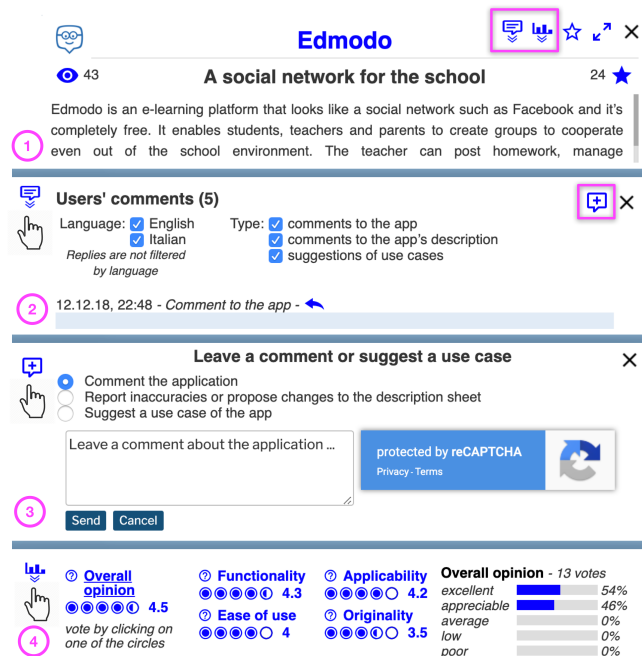 Edmodo
43
A social network for the school
24
Edmodo is an e-learning platform that looks like a social network such as Facebook and it's
completely free. It enables students, teachers and parents to create groups to cooperate
even out of the school environment. The teacher can post homework, manage
1
Users' comments (5)
Language: English
Italian
Replies are not filtered
by language
Type: comments to the app
comments to the app's description
suggestions of use cases
2
12.12.18, 22:48 - Comment to the app -
Leave a comment or suggest a use case
Comment the application
Report inaccuracies or propose changes to the description sheet
Suggest a use case of the app
Leave a comment about the application ...
protected by reCAPTCHA
Privacy - Terms
3
Send Cancel
Overall
opinion
4.5
vote by clicking on
one of the circles
Functionality
4.3
Ease of use
4
Applicability
4.2
Originality
3.5
Overall opinion - 13 votes
excellent 54%
appreciable 46%
average 0%
low 0%
poor 0%
4